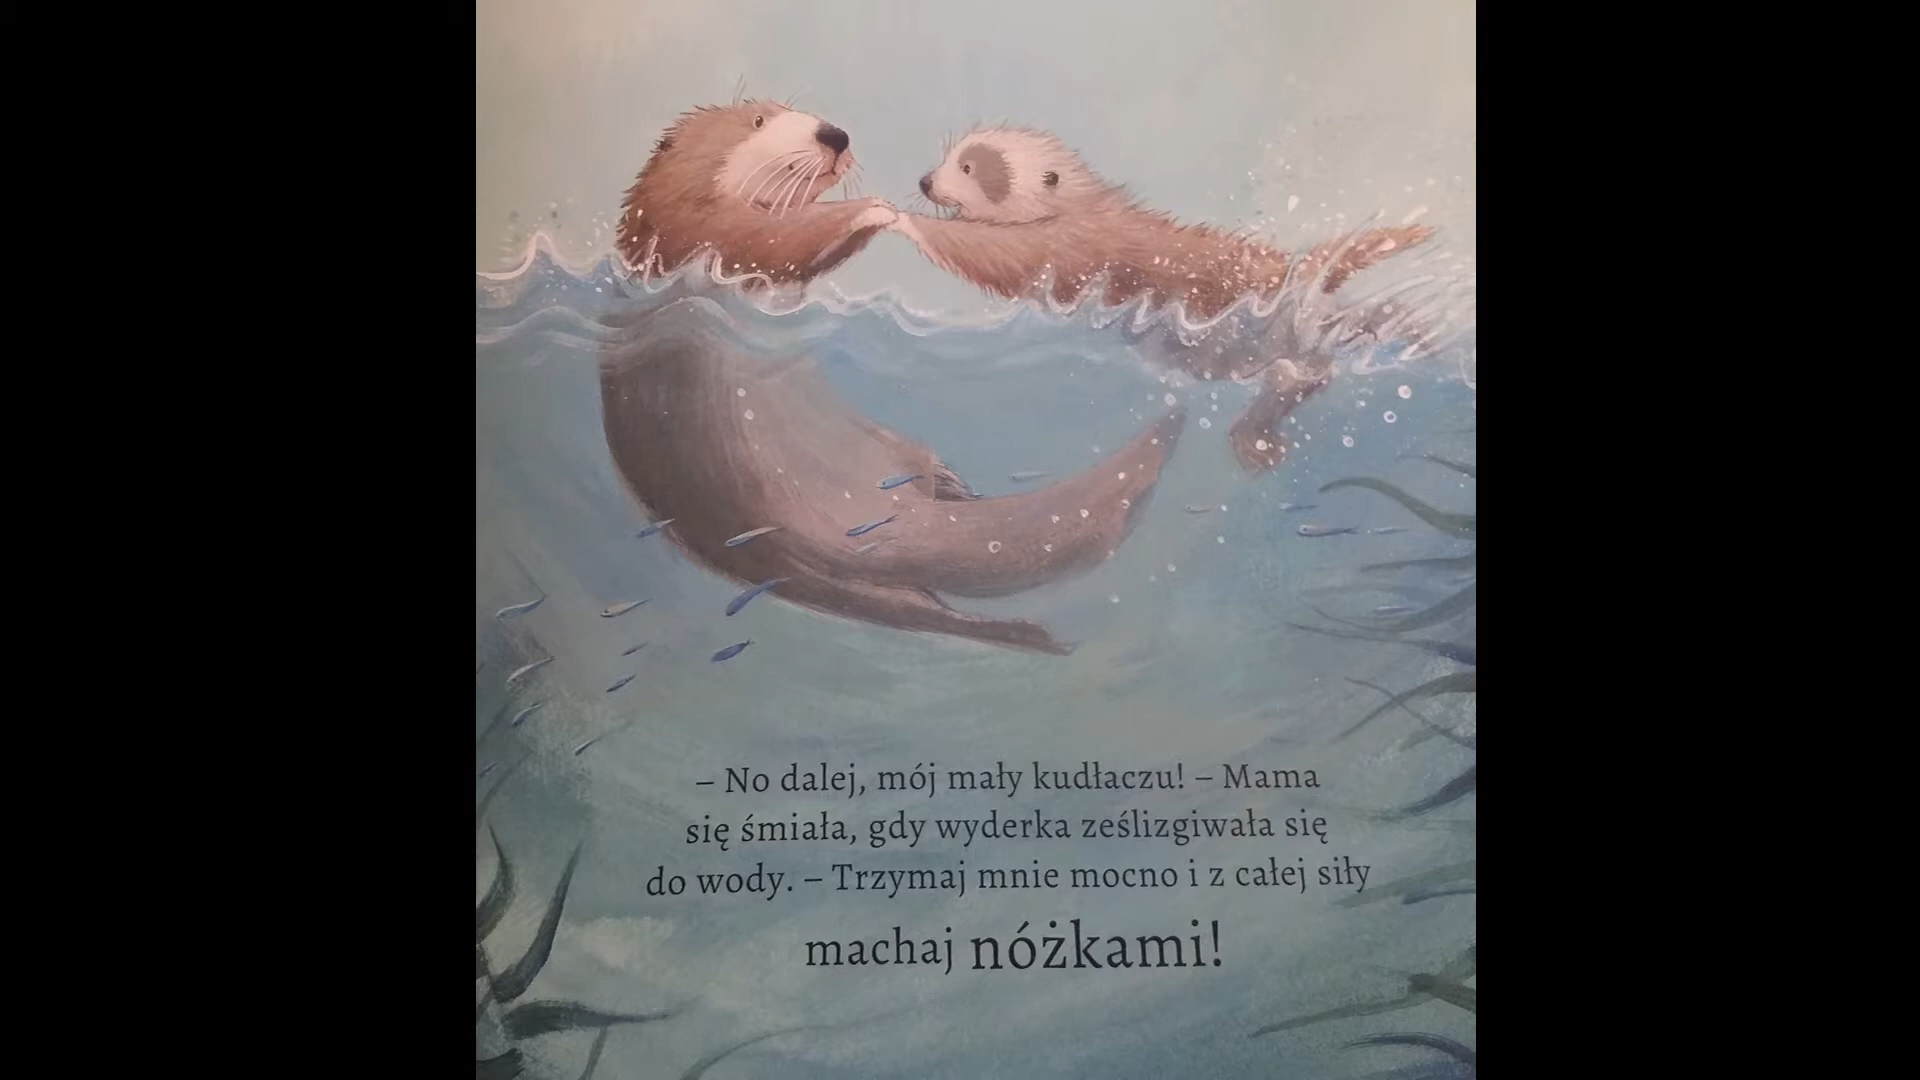 – No dalej, mój mały kudłaczu! – Mama
się śmiała, gdy wyderka ześlizgiwała się
do wody. – Trzymaj mnie mocno i z całej siły
machaj nóżkami!